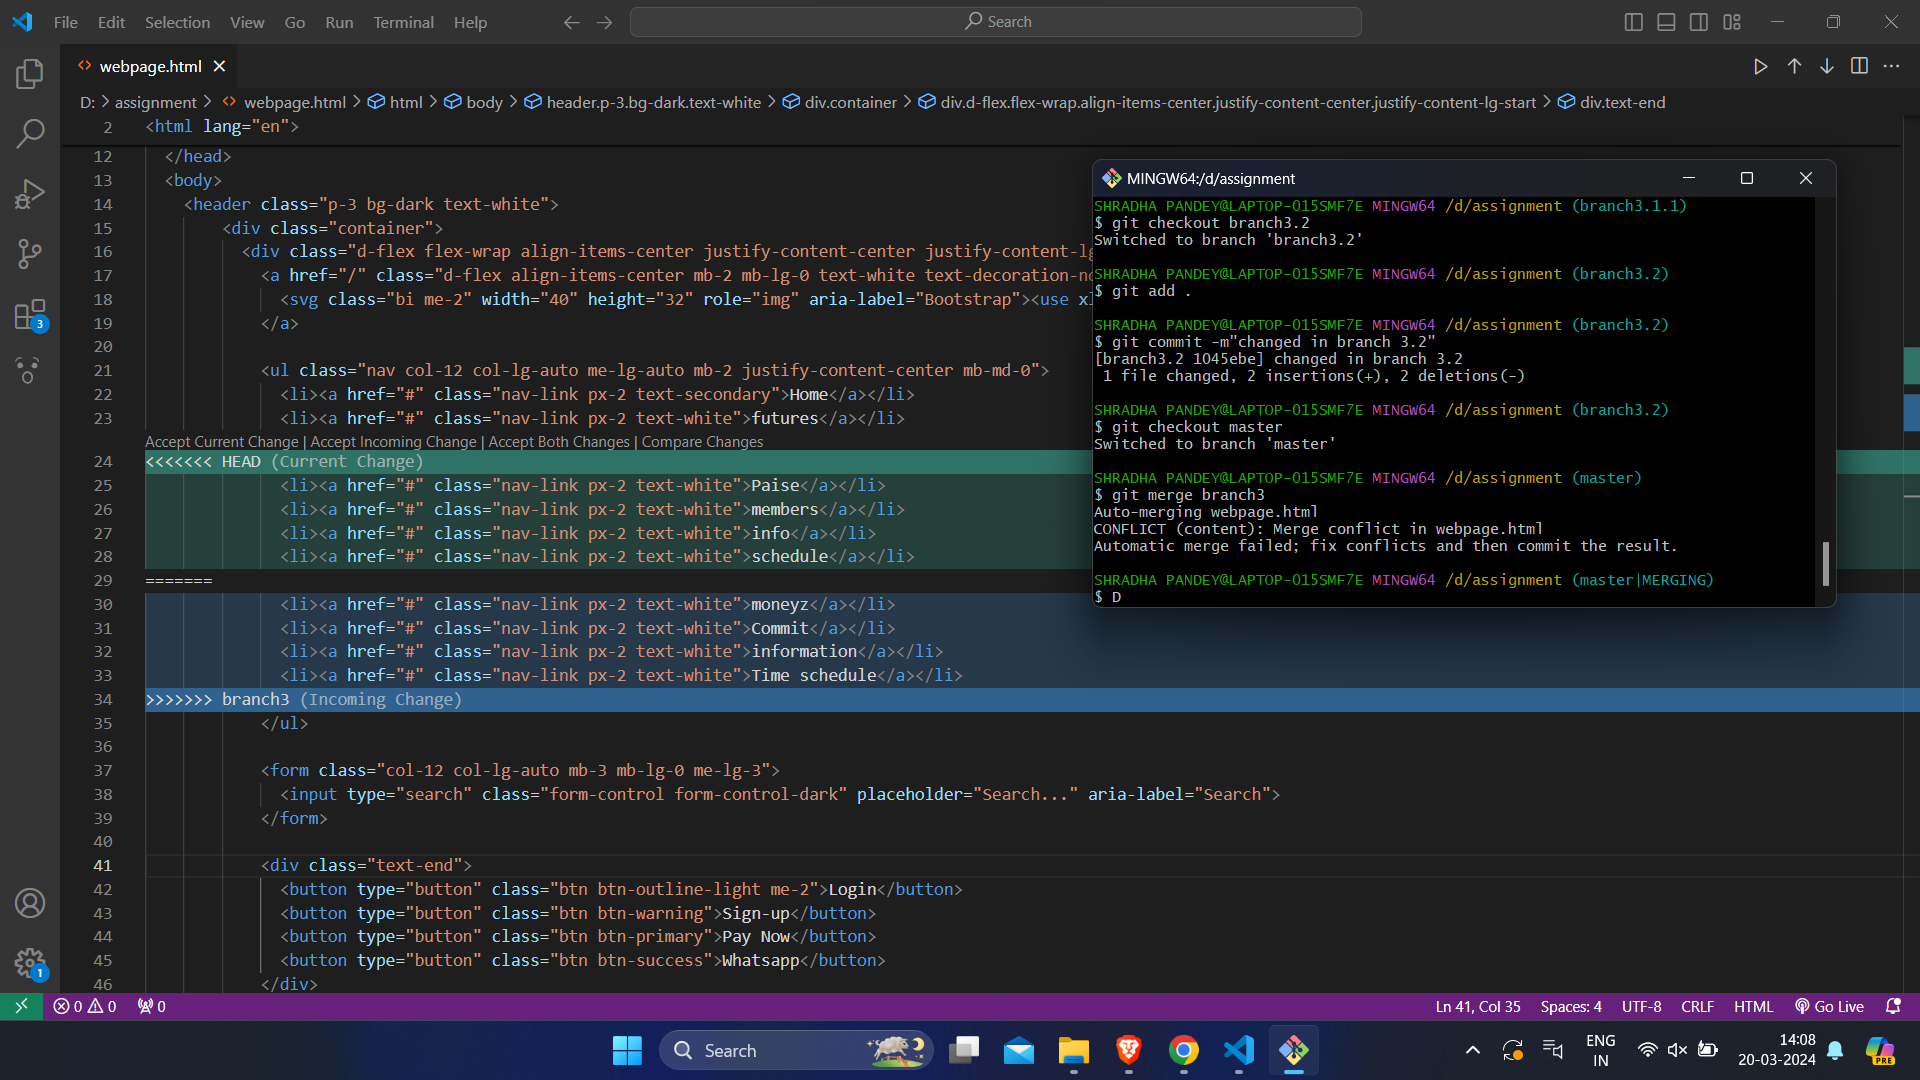 File Edit Selection View Go Run Terminal Help
Search
webpage.html
D: > assignment > webpage.html > html > body > header.p-3.bg-dark.text-white > div.container > div.d-flex.flex-wrap.align-items-center.justify-content-center.justify-content-lg-start > div.text-end
2 <html lang="en">
12 </head>
13 <body>
14 <header class="p-3 bg-dark text-white">
15 <div class="container">
16 <div class="d-flex flex-wrap align-items-center justify-content-center justify-content-lg
17 <a href="/" class="d-flex align-items-center mb-2 mb-lg-0 text-white text-decoration-no
18 <svg class="bi me-2" width="40" height="32" role="img" aria-label="Bootstrap"><use xl
19 </a>
20
21 <ul class="nav col-12 col-lg-auto me-lg-auto mb-2 justify-content-center mb-md-0">
22 <li><a href="#" class="nav-link px-2 text-secondary">Home</a></li>
23 <li><a href="#" class="nav-link px-2 text-white">futures</a></li>
Accept Current Change | Accept Incoming Change | Accept Both Changes | Compare Changes
24 <<<<<<< HEAD (Current Change)
25 <li><a href="#" class="nav-link px-2 text-white">Paise</a></li>
26 <li><a href="#" class="nav-link px-2 text-white">members</a></li>
27 <li><a href="#" class="nav-link px-2 text-white">info</a></li>
28 <li><a href="#" class="nav-link px-2 text-white">schedule</a></li>
29 =======
30 <li><a href="#" class="nav-link px-2 text-white">moneyz</a></li>
31 <li><a href="#" class="nav-link px-2 text-white">Commit</a></li>
32 <li><a href="#" class="nav-link px-2 text-white">information</a></li>
33 <li><a href="#" class="nav-link px-2 text-white">Time schedule</a></li>
34 >>>>>>> branch3 (Incoming Change)
35 </ul>
36
37 <form class="col-12 col-lg-auto mb-3 mb-lg-0 me-lg-3">
38 <input type="search" class="form-control form-control-dark" placeholder="Search..." aria-label="Search">
39 </form>
40
41 <div class="text-end">
42 <button type="button" class="btn btn-outline-light me-2">Login</button>
43 <button type="button" class="btn btn-warning">Sign-up</button>
44 <button type="button" class="btn btn-primary">Pay Now</button>
45 <button type="button" class="btn btn-success">Whatsapp</button>
46 </div>
MINGW64:/d/assignment
SHRADHA PANDEY@LAPTOP-O15SMF7E MINGW64 /d/assignment (branch3.1.1)
$ git checkout branch3.2
Switched to branch 'branch3.2'
SHRADHA PANDEY@LAPTOP-O15SMF7E MINGW64 /d/assignment (branch3.2)
$ git add .
SHRADHA PANDEY@LAPTOP-O15SMF7E MINGW64 /d/assignment (branch3.2)
$ git commit -m"changed in branch 3.2"
[branch3.2 1045ebe] changed in branch 3.2
1 file changed, 2 insertions(+), 2 deletions(-)
SHRADHA PANDEY@LAPTOP-O15SMF7E MINGW64 /d/assignment (branch3.2)
$ git checkout master
Switched to branch 'master'
SHRADHA PANDEY@LAPTOP-O15SMF7E MINGW64 /d/assignment (master)
$ git merge branch3
Auto-merging webpage.html
CONFLICT (content): Merge conflict in webpage.html
Automatic merge failed; fix conflicts and then commit the result.
SHRADHA PANDEY@LAPTOP-O15SMF7E MINGW64 /d/assignment (master|MERGING)
$ D
3
1
0 0 0 Ln 41, Col 35 Spaces: 4 UTF-8 CRLF HTML Go Live
Search
ENG
IN
14:08
20-03-2024
PRE